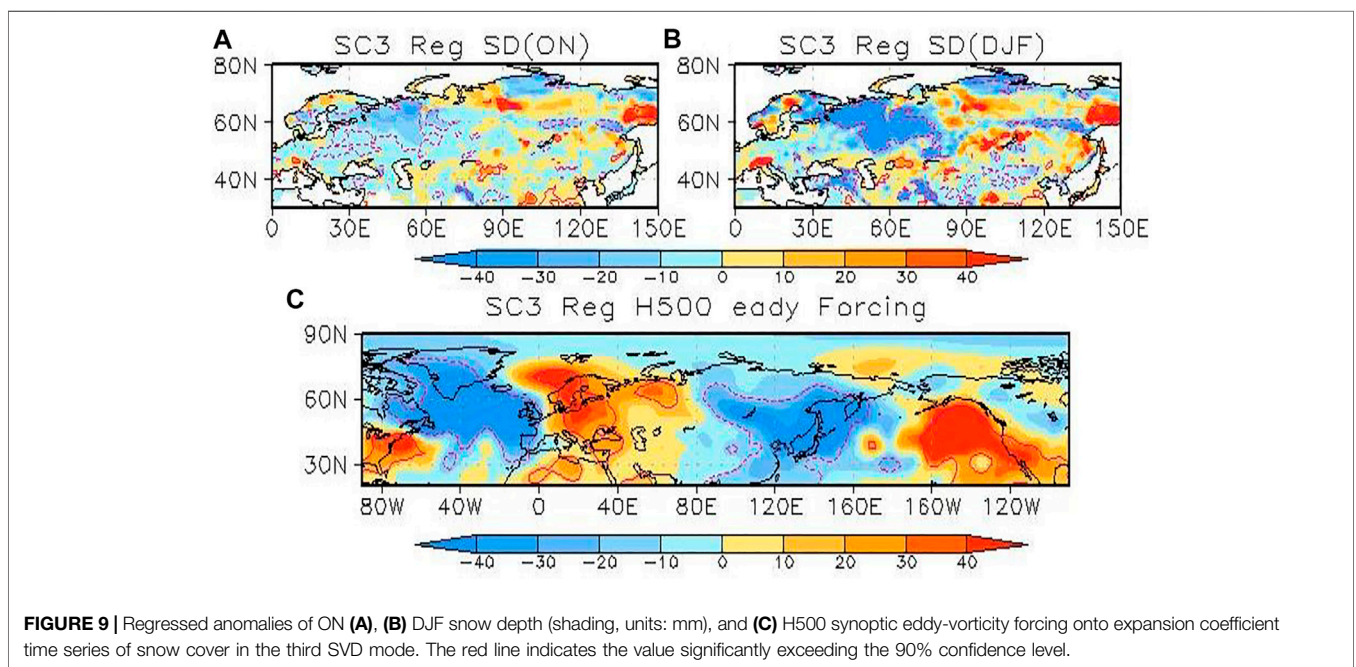 A SC3 Reg SD(ON)
B SC3 Reg SD(DJF)
80N
60N
40N
0 30E 60E 90E 120E 150E
80N
60N
40N
0 30E 60E 90E 120E 150E
-40 -30 -20 -10 0 10 20 30 40
C SC3 Reg H500 eady Forcing
90N
60N
30N
80W 40W 0 40E 80E 120E 160E 160W 120W
-40 -30 -20 -10 0 10 20 30 40
FIGURE 9 | Regressed anomalies of ON (A), (B) DJF snow depth (shading, units: mm), and (C) H500 synoptic eddy-vorticity forcing onto expansion coefficient
time series of snow cover in the third SVD mode. The red line indicates the value significantly exceeding the 90% confidence level.